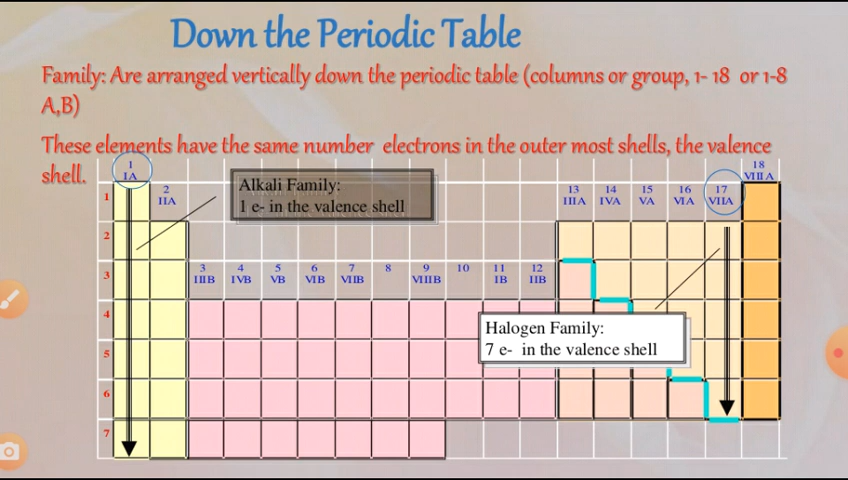 Down the Periodic Table
Family: Are arranged vertically down the periodic table (columns or group, 1- 18 or 1-8
A,B)
These elements have the same number electrons in the outer most shells, the valence
shell.
1
IA
2
IIA
3
IIIB
4
IVB
5
VB
6
VIB
7
VIIB
8
9
VIIIB
10
11
IB
12
IIB
13
IIIA
14
IVA
15
VA
16
VIA
17
VIIA
18
VIIIA
1
2
3
4
5
6
7
Alkali Family:
1 e- in the valence shell
Halogen Family:
7 e- in the valence shell